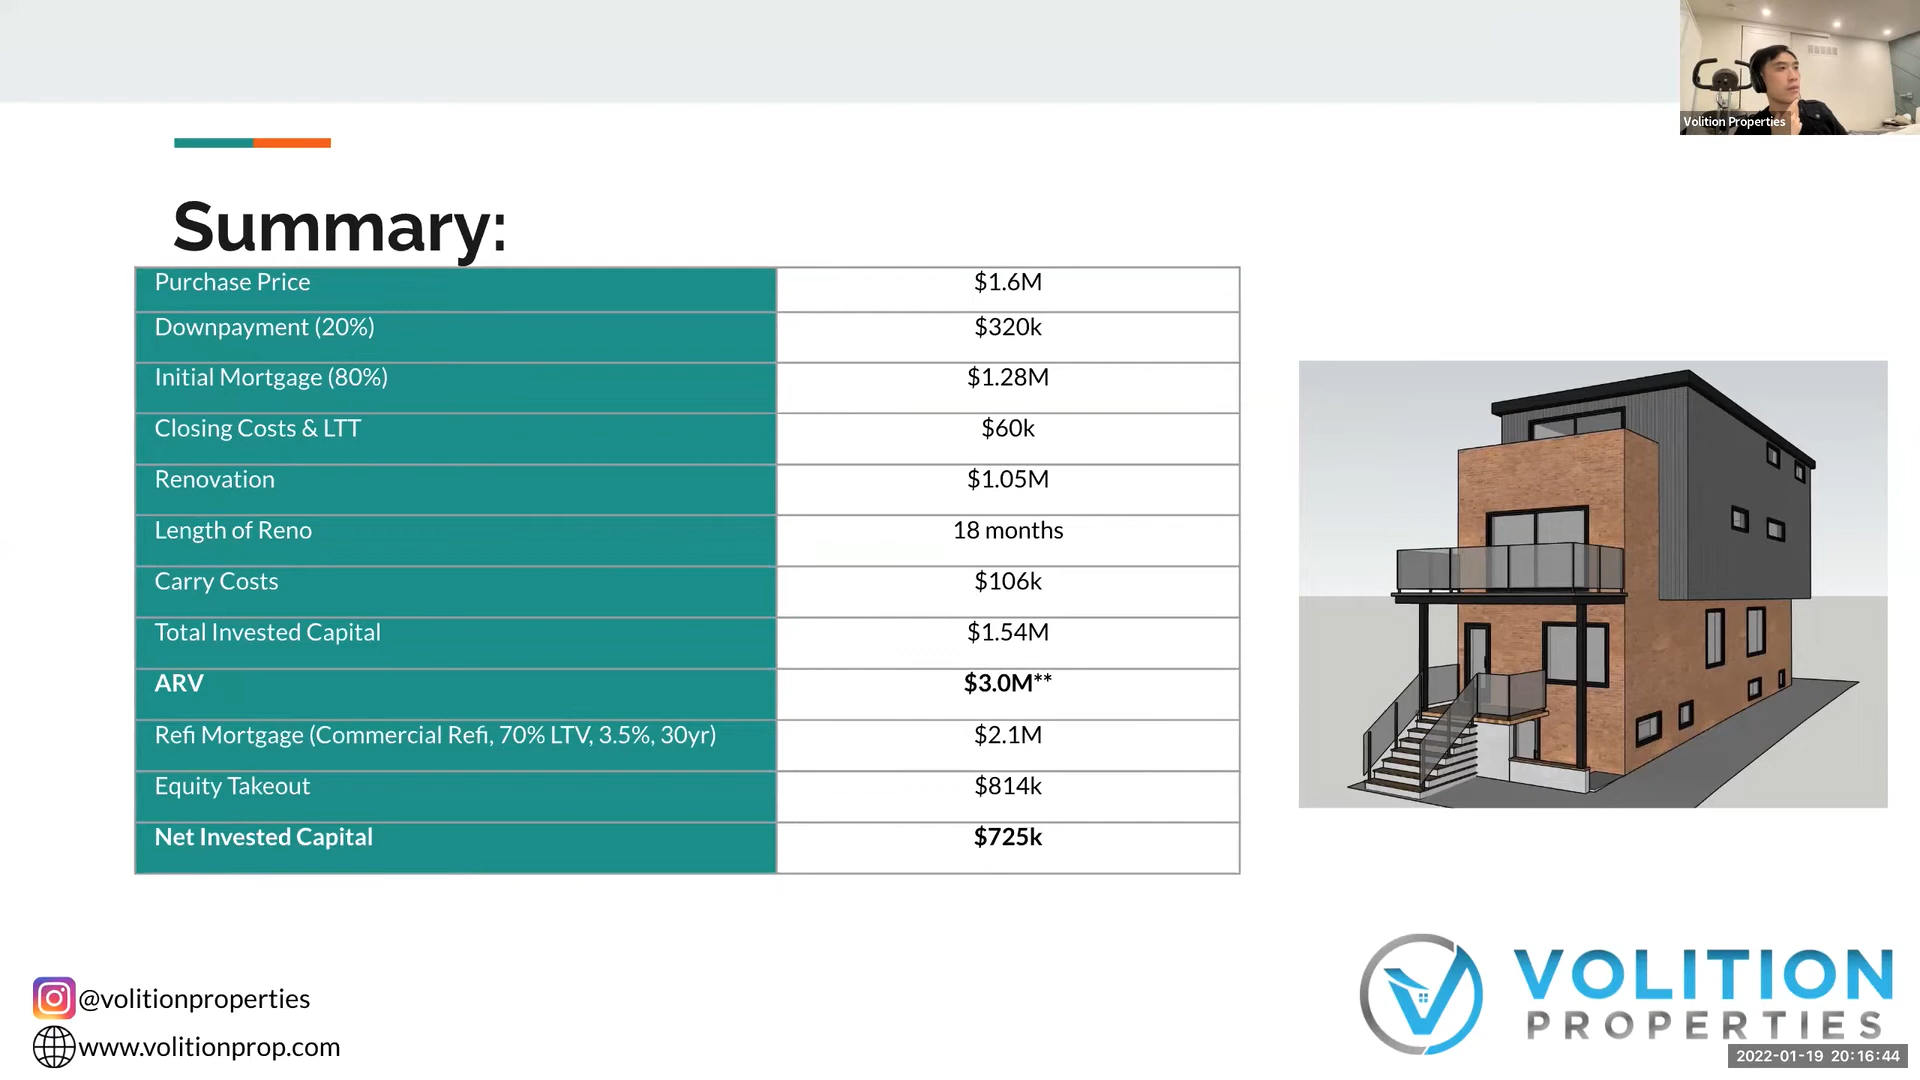 Volition Properties
Summary:
Purchase Price $1.6M
Downpayment (20%) $320k
Initial Mortgage (80%) $1.28M
Closing Costs & LTT $60k
Renovation $1.05M
Length of Reno 18 months
Carry Costs $106k
Total Invested Capital $1.54M
ARV $3.0M**
Refi Mortgage (Commercial Refi, 70% LTV, 3.5%, 30yr) $2.1M
Equity Takeout $814k
Net Invested Capital $725k
@volitionproperties
www.volitionprop.com
VOLITION
PROPERTIES
2022-01-19 20:16:44